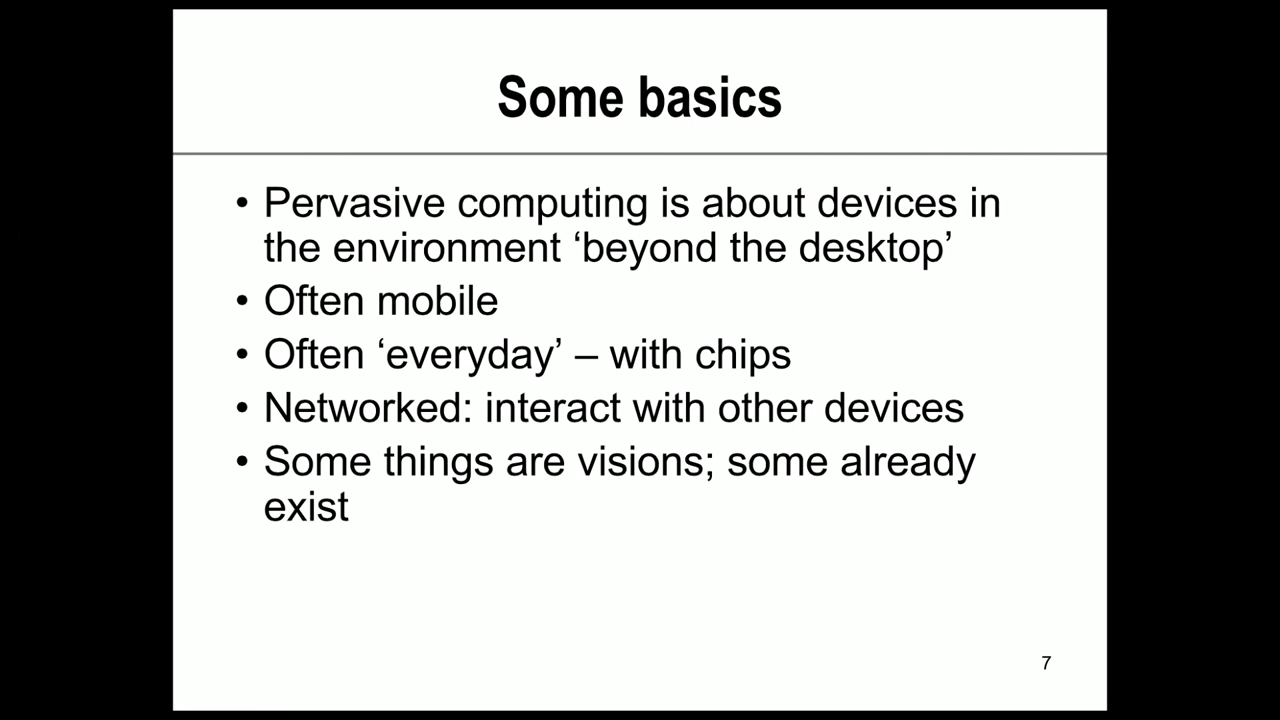 Some basics
• Pervasive computing is about devices in
the environment ‘beyond the desktop’
• Often mobile
• Often ‘everyday’ – with chips
• Networked: interact with other devices
• Some things are visions; some already
exist
7